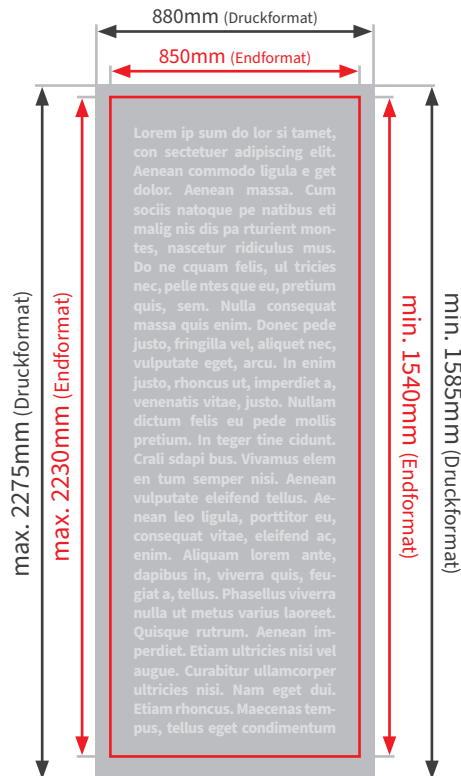 880mm (Druckformat)
850mm (Endformat)
max. 2275mm (Druckformat)
max. 2230mm (Endformat)
Lorem ip sum do lor si tamet,
con sectetuer adipiscing elit.
Aenean commodo ligula e get
dolor. Aenean massa. Cum
sociis natoque pe natibus eti
malig nis dis pa rturient mon-
tes, nascetur ridiculus mus.
Do ne cquam felis, ul tricies
nec, pelle ntes que eu, pretium
quis, sem. Nulla consequat
massa quis enim. Donec pede
justo, fringilla vel, aliquet nec,
vulputate eget, arcu. In enim
justo, rhoncus ut, imperdiet a,
venenatis vitae, justo. Nullam
dictum felis eu pede mollis
pretium. In teger tine cidunt.
Crali sdapi bus. Vivamus elem
en tum semper nisi. Aenean
vulputate eleifend tellus. Ae-
nean leo ligula, porttitor eu,
consequat vitae, eleifend ac,
enim. Aliquam lorem ante,
dapibus in, viverra quis, feu-
giat a, tellus. Phasellus viverra
nulla ut metus varius laoreet.
Quisque rutrum. Aenean im-
perdiet. Etiam ultricies nisi vel
augue. Curabitur ullamcorper
ultricies nisi. Nam eget dui.
Etiam rhoncus. Maecenas tem-
pus, tellus eget condimentum
min. 1540mm (Endformat)
min. 1585mm (Druckformat)